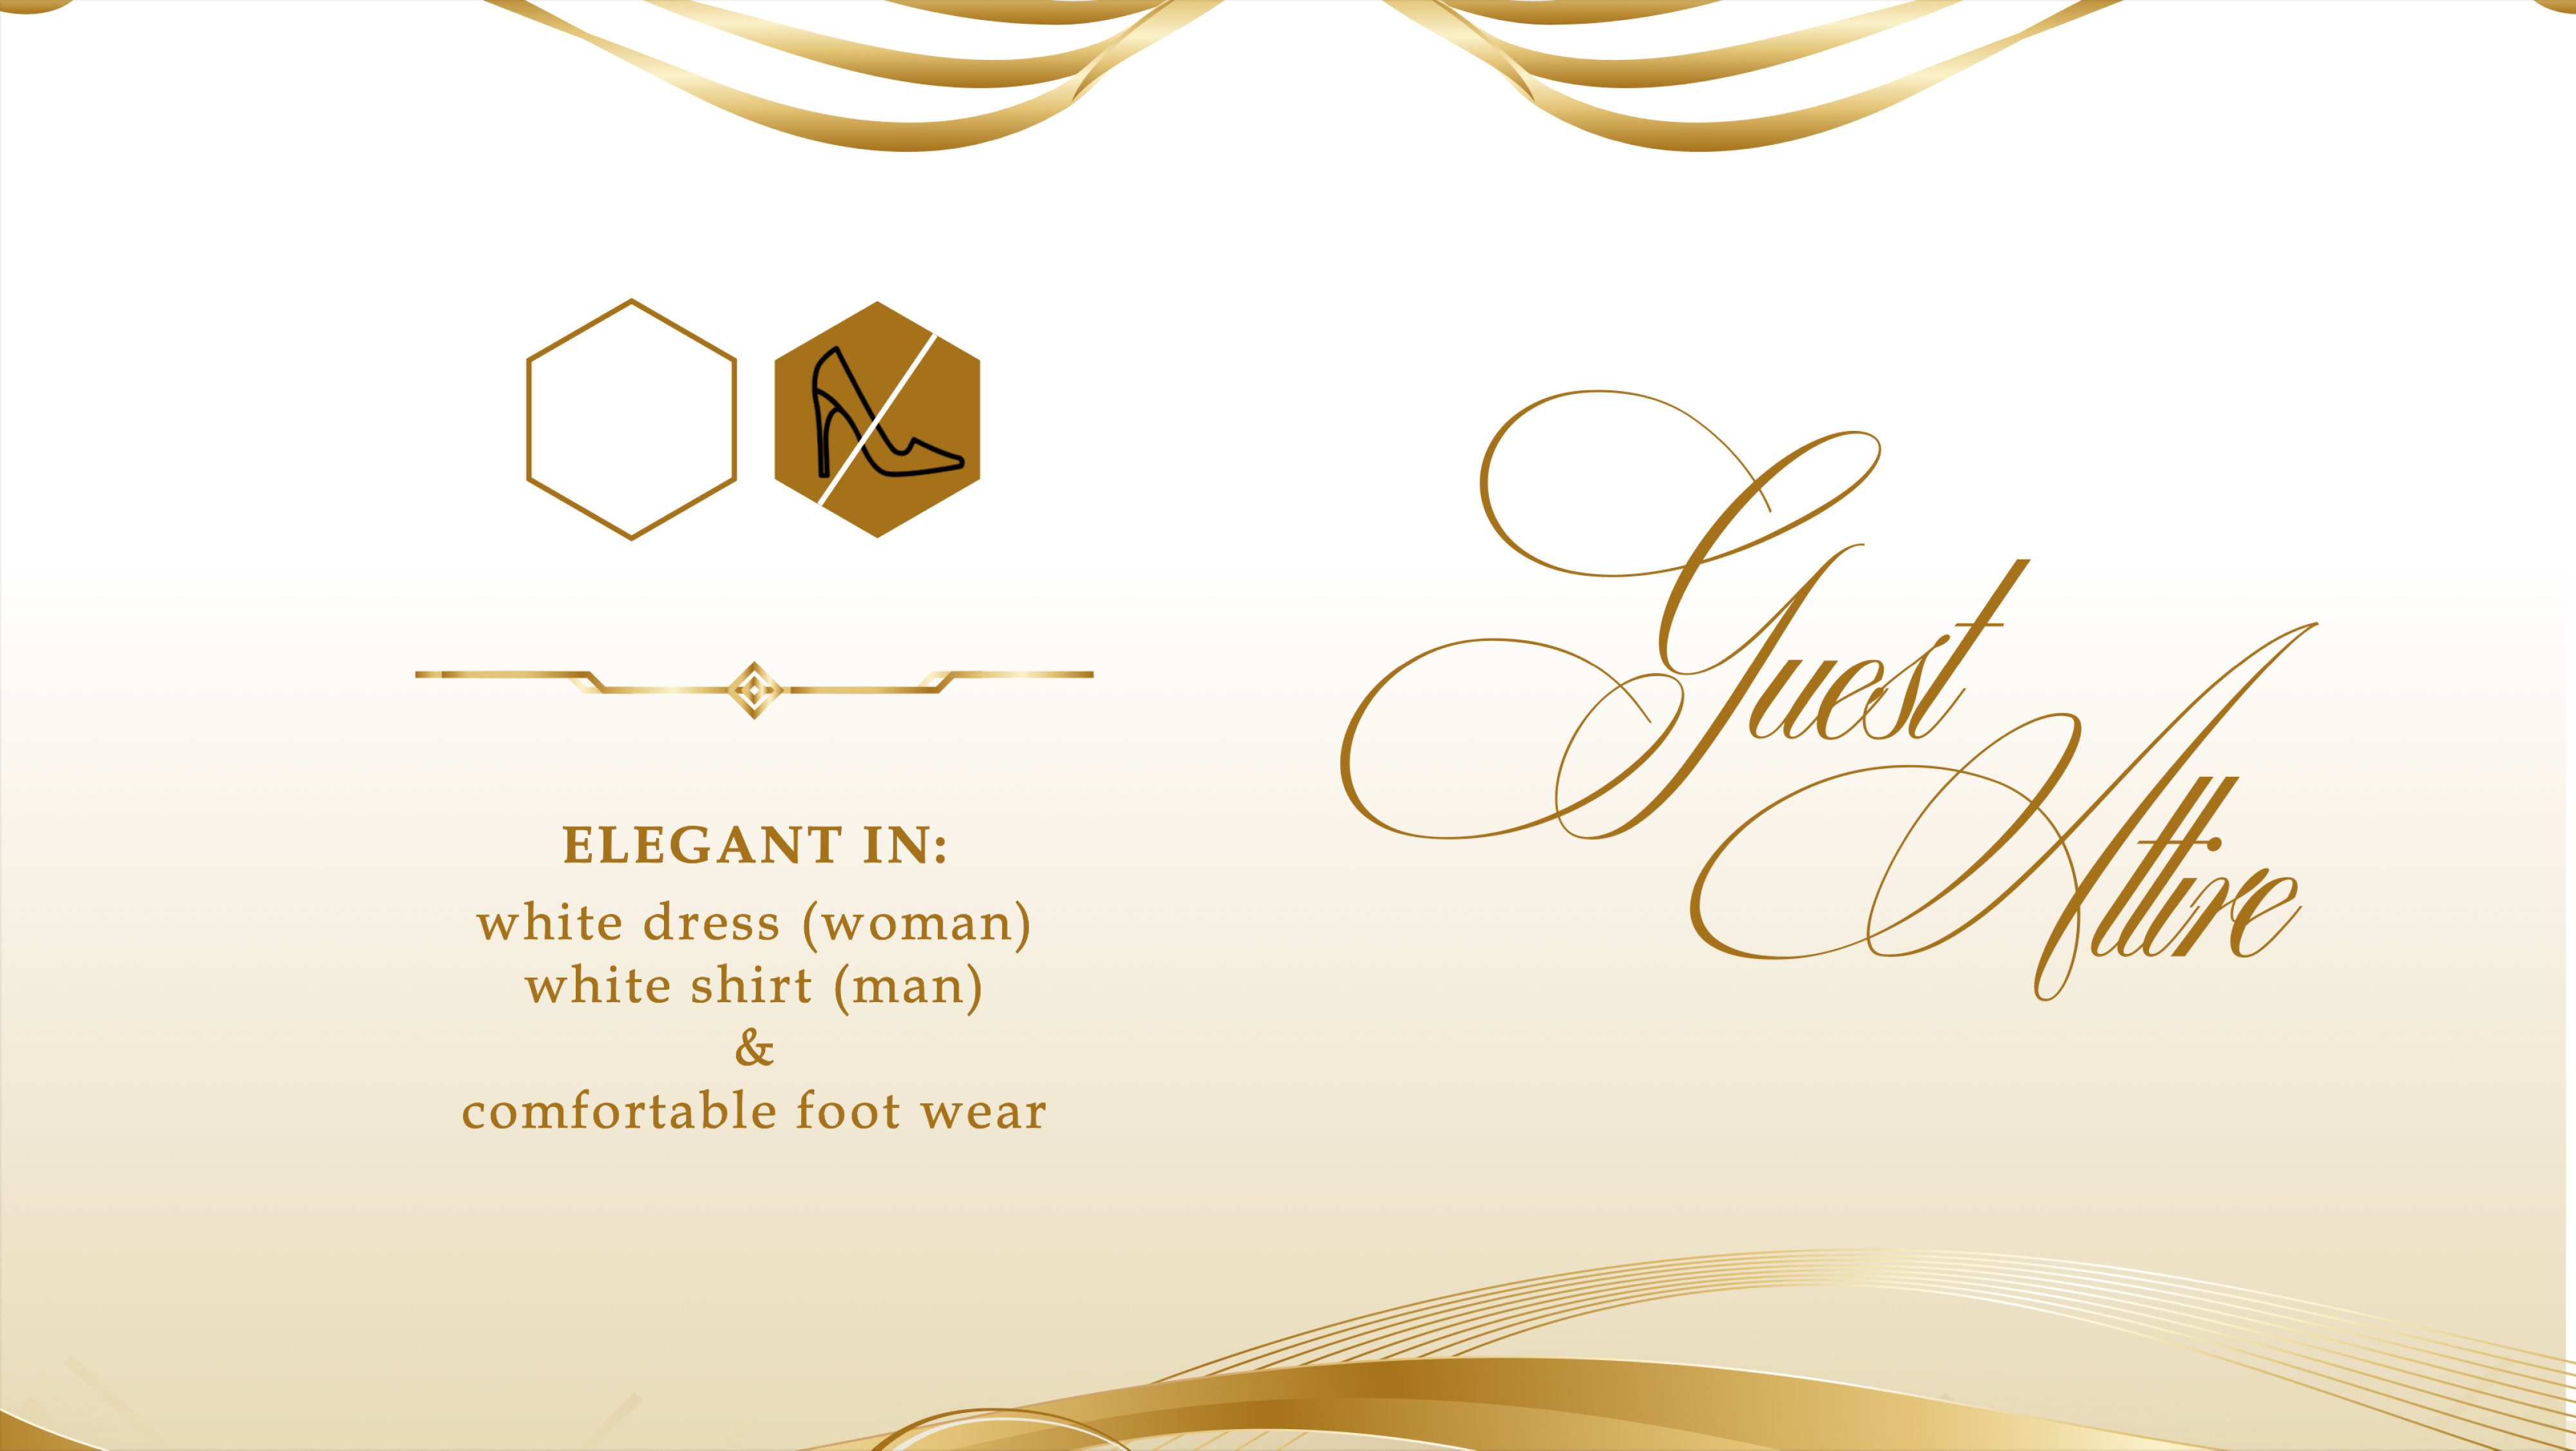 ELEGANT IN:
white dress (woman)
white shirt (man)
&
comfortable foot wear
Guest
Attire